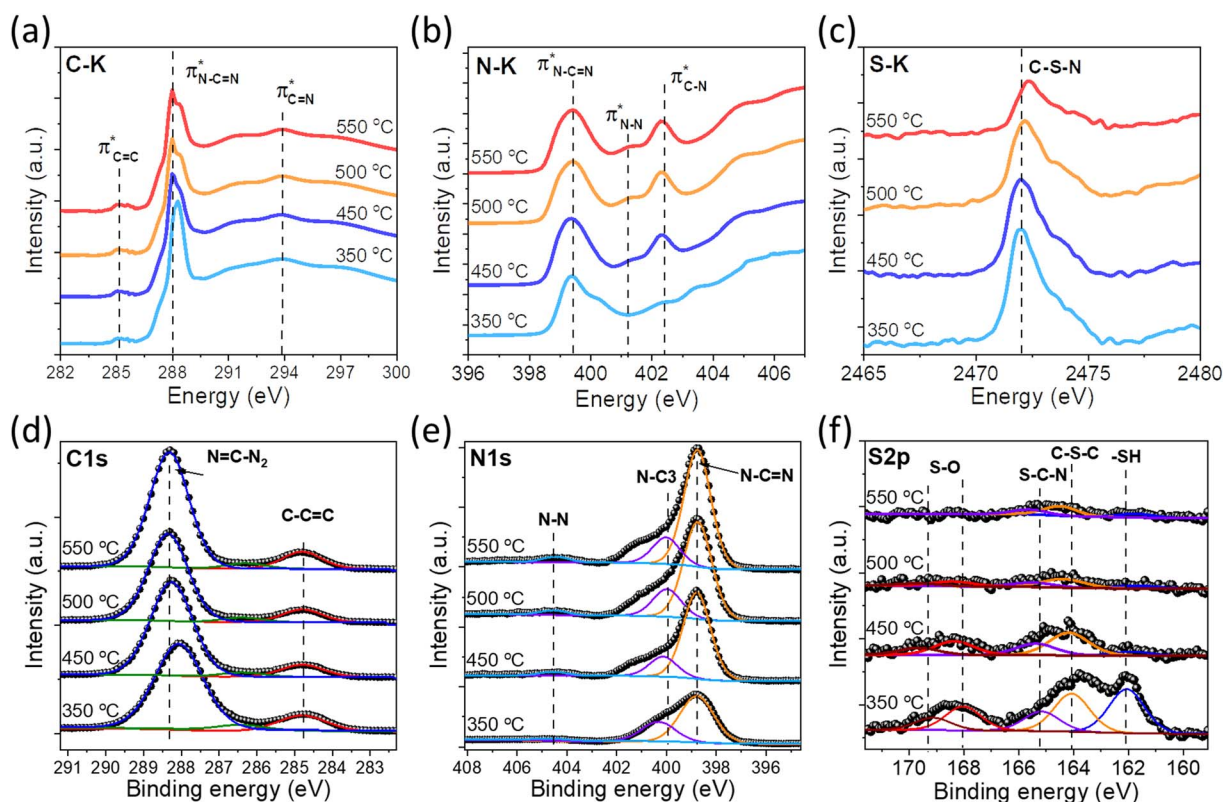 (a)
C-K
π*N-C=N
π*C=N
π*C=C
550 °C
500 °C
450 °C
350 °C
Intensity (a.u.)
282 285 288 291 294 297 300
Energy (eV)
(b)
N-K
π*N-C=N
π*C-N
π*N-N
550 °C
500 °C
450 °C
350 °C
Intensity (a.u.)
396 398 400 402 404 406
Energy (eV)
(c)
S-K
C-S-N
550 °C
500 °C
450 °C
350 °C
Intensity (a.u.)
2465 2470 2475 2480
Energy (eV)
(d)
C1s
N=C-N2
C-C=C
550 °C
500 °C
450 °C
350 °C
Intensity (a.u.)
291 290 289 288 287 286 285 284 283
Binding energy (eV)
(e)
N1s
N-C=N
N-C3
N-N
550 °C
500 °C
450 °C
350 °C
Intensity (a.u.)
408 406 404 402 400 398 396
Binding energy (eV)
(f)
S2p
C-S-C
-SH
S-O
S-C-N
550 °C
500 °C
450 °C
350 °C
Intensity (a.u.)
170 168 166 164 162 160
Binding energy (eV)